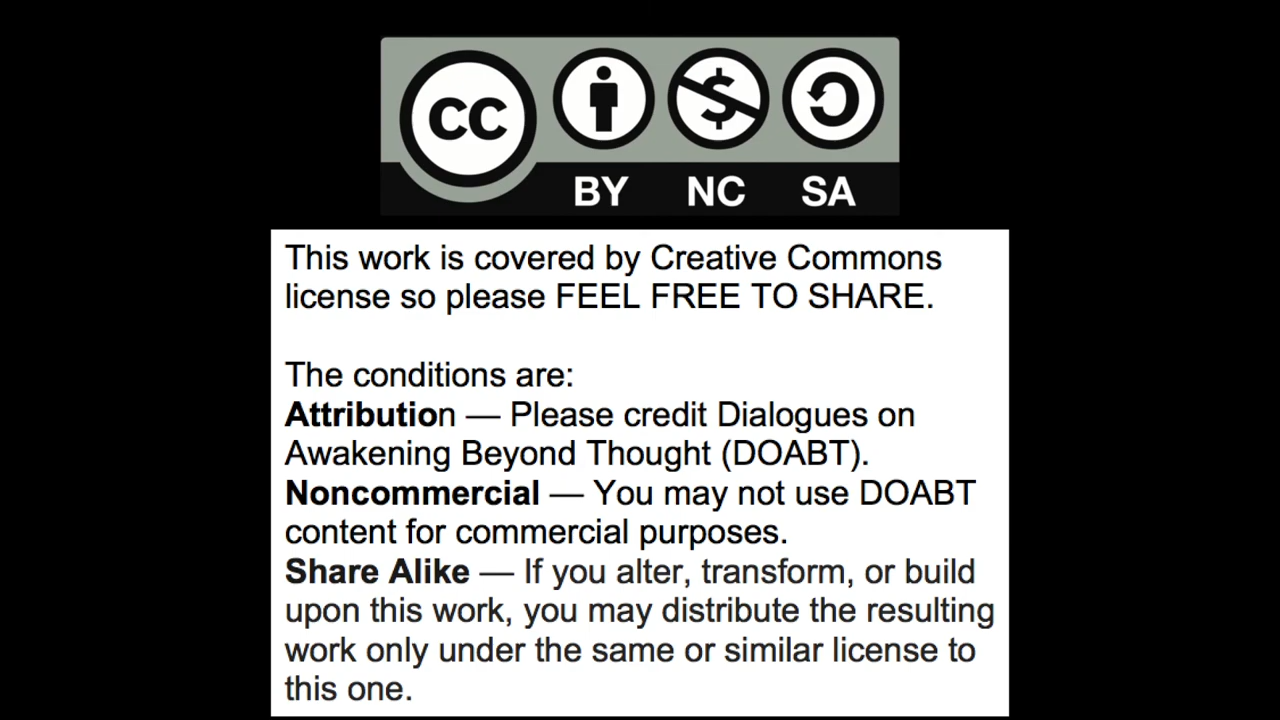 cc
BY NC SA
This work is covered by Creative Commons
license so please FEEL FREE TO SHARE.
The conditions are:
Attribution — Please credit Dialogues on
Awakening Beyond Thought (DOABT).
Noncommercial — You may not use DOABT
content for commercial purposes.
Share Alike — If you alter, transform, or build
upon this work, you may distribute the resulting
work only under the same or similar license to
this one.